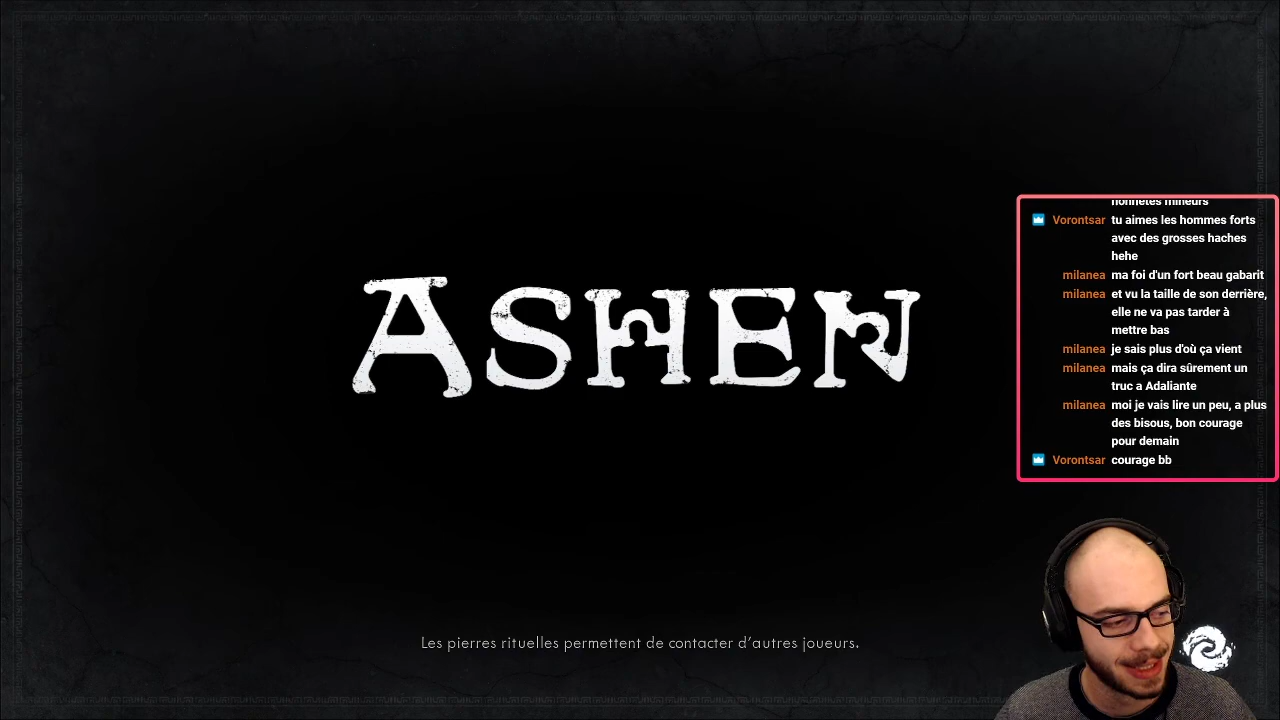 ASHEN
honnêtes mineurs
Vorontsar tu aimes les hommes forts
avec des grosses haches
hehe
milanea ma foi d'un fort beau gabarit
milanea et vu la taille de son derrière,
elle ne va pas tarder à
mettre bas
milanea je sais plus d'où ça vient
milanea mais ça dira sûrement un
truc a Adaliante
milanea moi je vais lire un peu, a plus
des bisous, bon courage
pour demain
Vorontsar courage bb
Les pierres rituelles permettent de contacter d'autres joueurs.